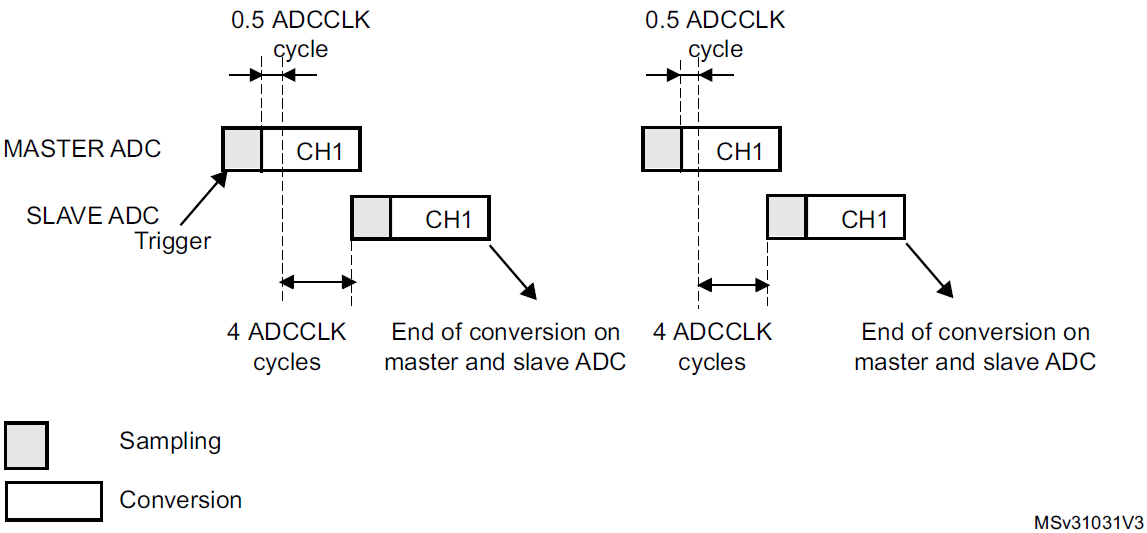 0.5 ADCCLK
cycle
0.5 ADCCLK
cycle
MASTER ADC
CH1
CH1
SLAVE ADC
Trigger
CH1
CH1
4 ADCCLK
cycles
End of conversion on
master and slave ADC
4 ADCCLK
cycles
End of conversion on
master and slave ADC
Sampling
Conversion
MSv31031V3